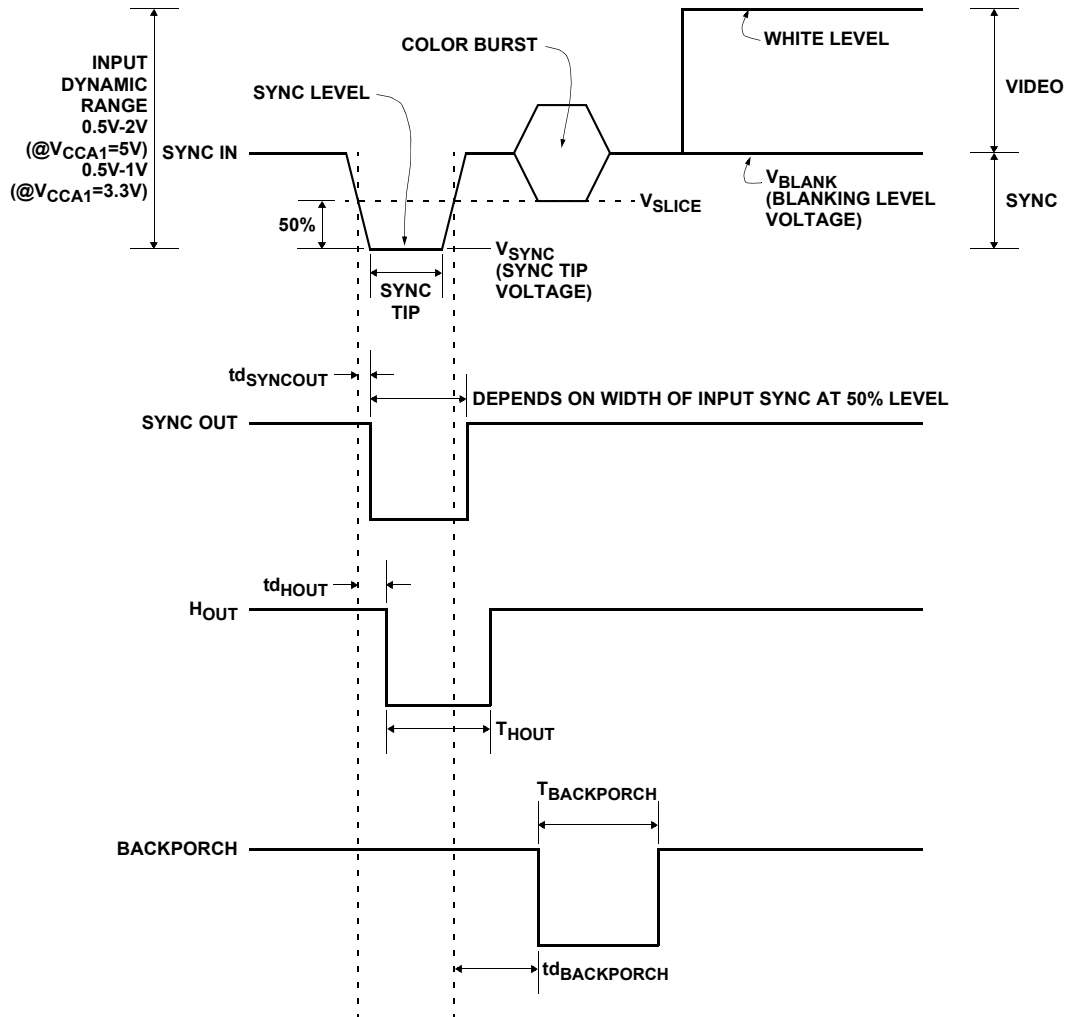 INPUT
DYNAMIC
RANGE
0.5V-2V
(@VCCA1=5V)
0.5V-1V
(@VCCA1=3.3V)
SYNC IN
SYNC LEVEL
COLOR BURST
WHITE LEVEL
VIDEO
VBLANK
(BLANKING LEVEL
VOLTAGE)
SYNC
VSLICE
50%
VSYNC
(SYNC TIP
VOLTAGE)
SYNC
TIP
tdSYNCOUT
DEPENDS ON WIDTH OF INPUT SYNC AT 50% LEVEL
SYNC OUT
tdHOUT
HOUT
THOUT
TBACKPORCH
BACKPORCH
tdBACKPORCH